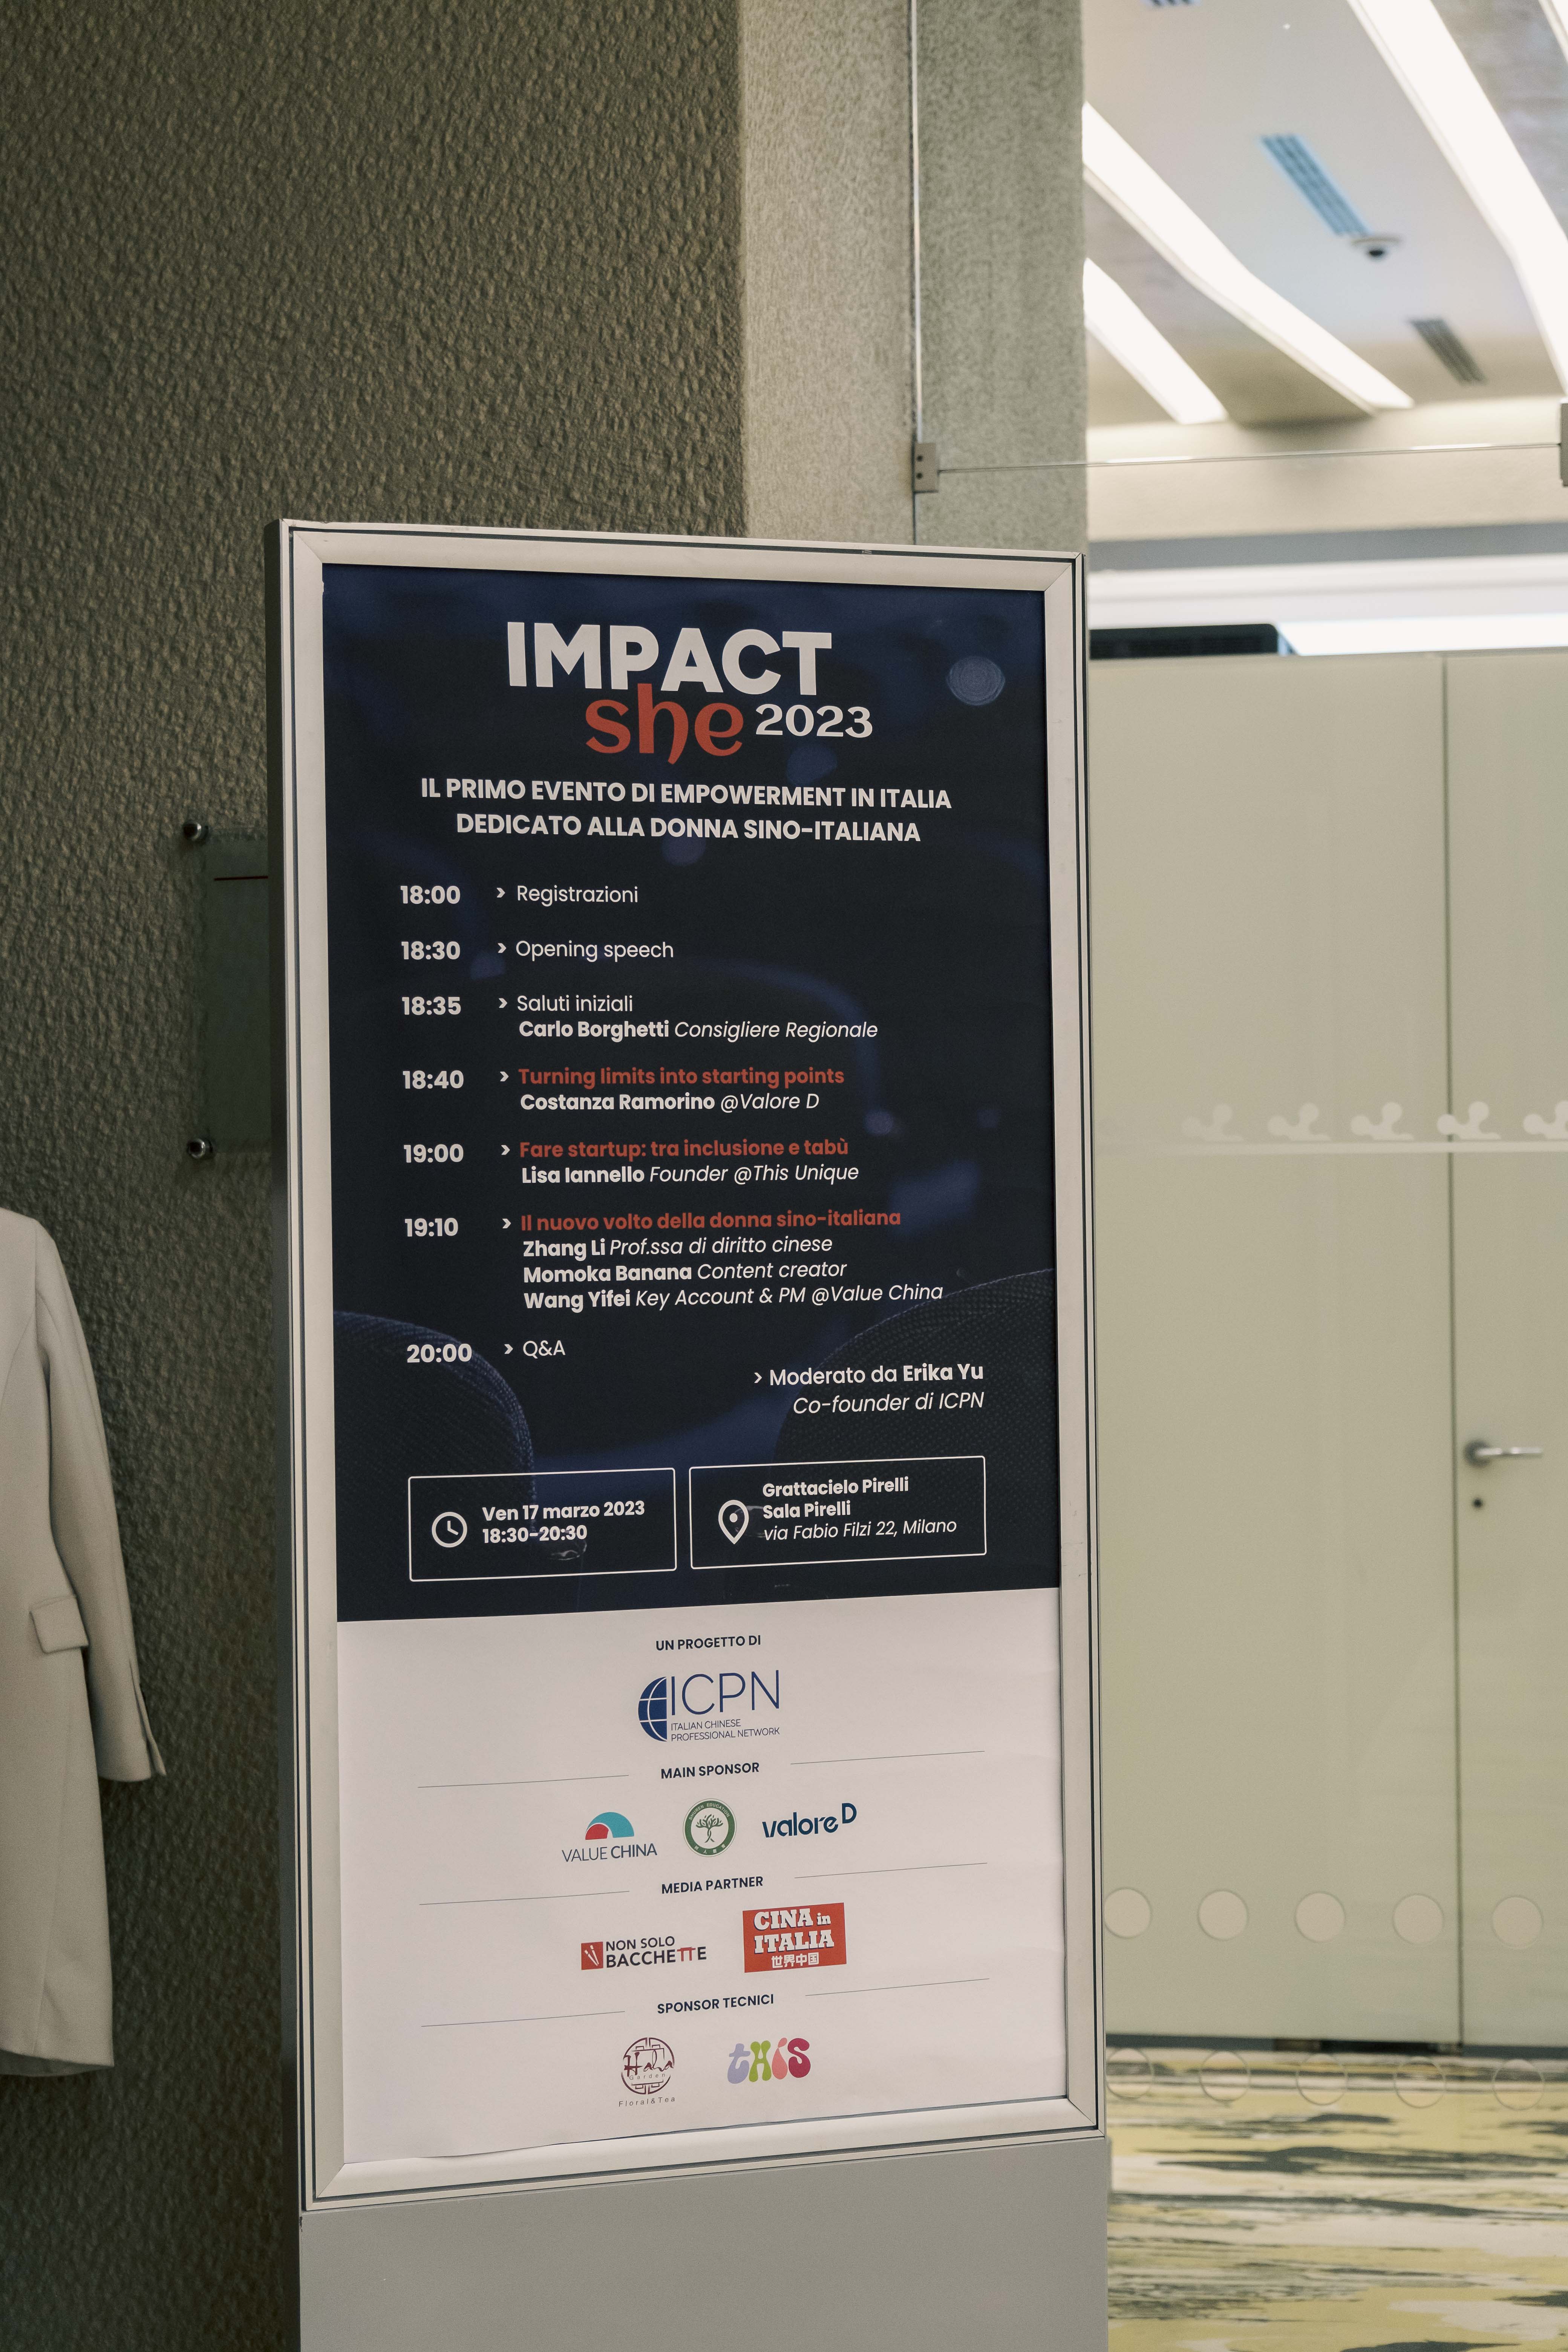 IMPACT
she 2023
IL PRIMO EVENTO DI EMPOWERMENT IN ITALIA
DEDICATO ALLA DONNA SINO-ITALIANA
18:00 > Registrazioni
18:30 > Opening speech
18:35 > Saluti iniziali
Carlo Borghetti Consigliere Regionale
18:40 > Turning limits into starting points
Costanza Ramorino @Valore D
19:00 > Fare startup: tra inclusione e tabù
Lisa Iannello Founder @This Unique
19:10 > Il nuovo volto della donna sino-italiana
Zhang Li Prof.ssa di diritto cinese
Momoka Banana Content creator
Wang Yifei Key Account & PM @Value China
20:00 > Q&A
> Moderato da Erika Yu
Co-founder di ICPN
Ven 17 marzo 2023
18:30-20:30
Grattacielo Pirelli
Sala Pirelli
via Fabio Filzi 22, Milano
UN PROGETTO DI
ICPN
ITALIAN CHINESE
PROFESSIONAL NETWORK
MAIN SPONSOR
VALUE CHINA
valore D
MEDIA PARTNER
NON SOLO
BACCHETTE
CINA in
ITALIA
世界中国
SPONSOR TECNICI
Haha
Garden
Floral&Tea
tHis